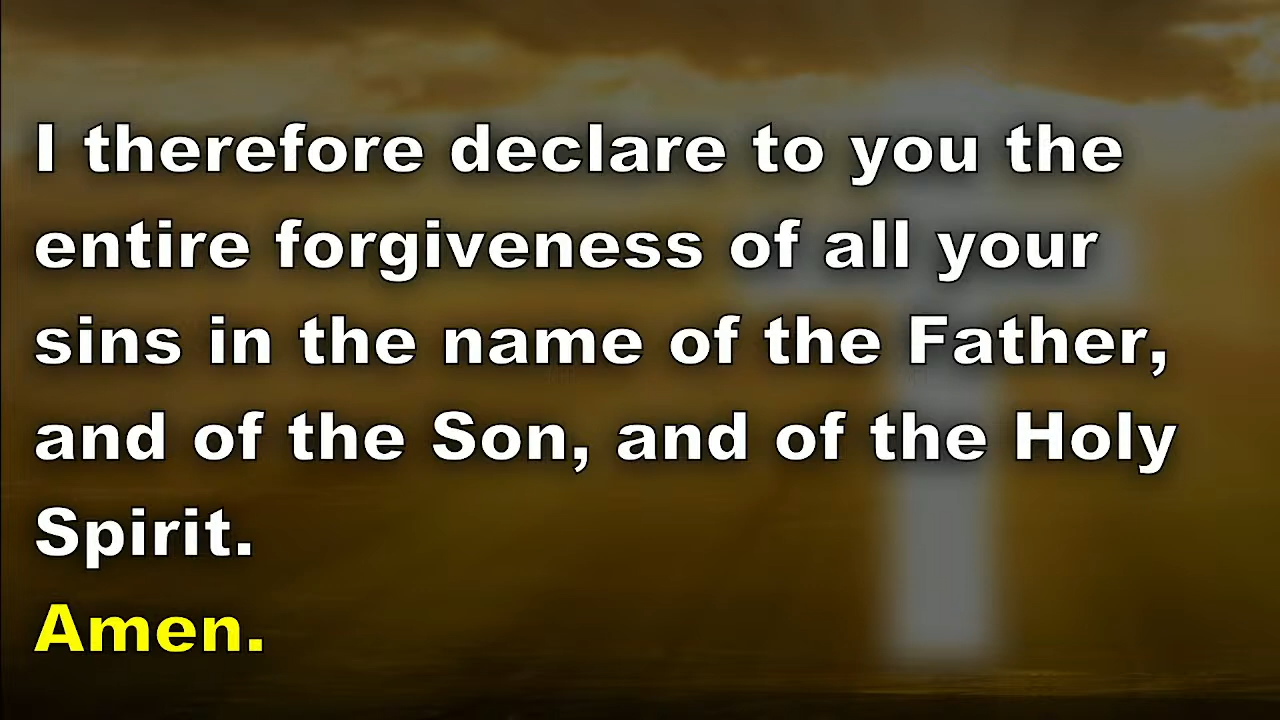 I therefore declare to you the
entire forgiveness of all your
sins in the name of the Father,
and of the Son, and of the Holy
Spirit.
Amen.